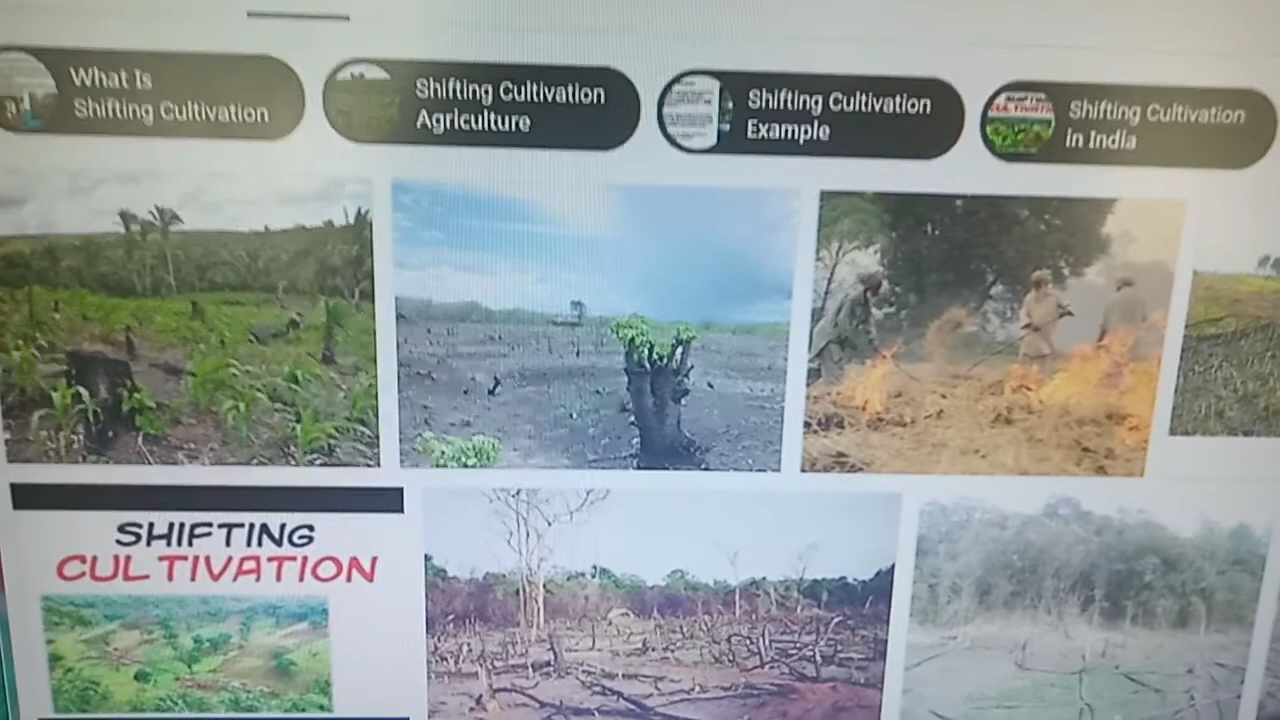 What Is
Shifting Cultivation
Shifting Cultivation
Agriculture
Shifting Cultivation
Example
Shifting Cultivation
in India
SHIFTING
CULTIVATION